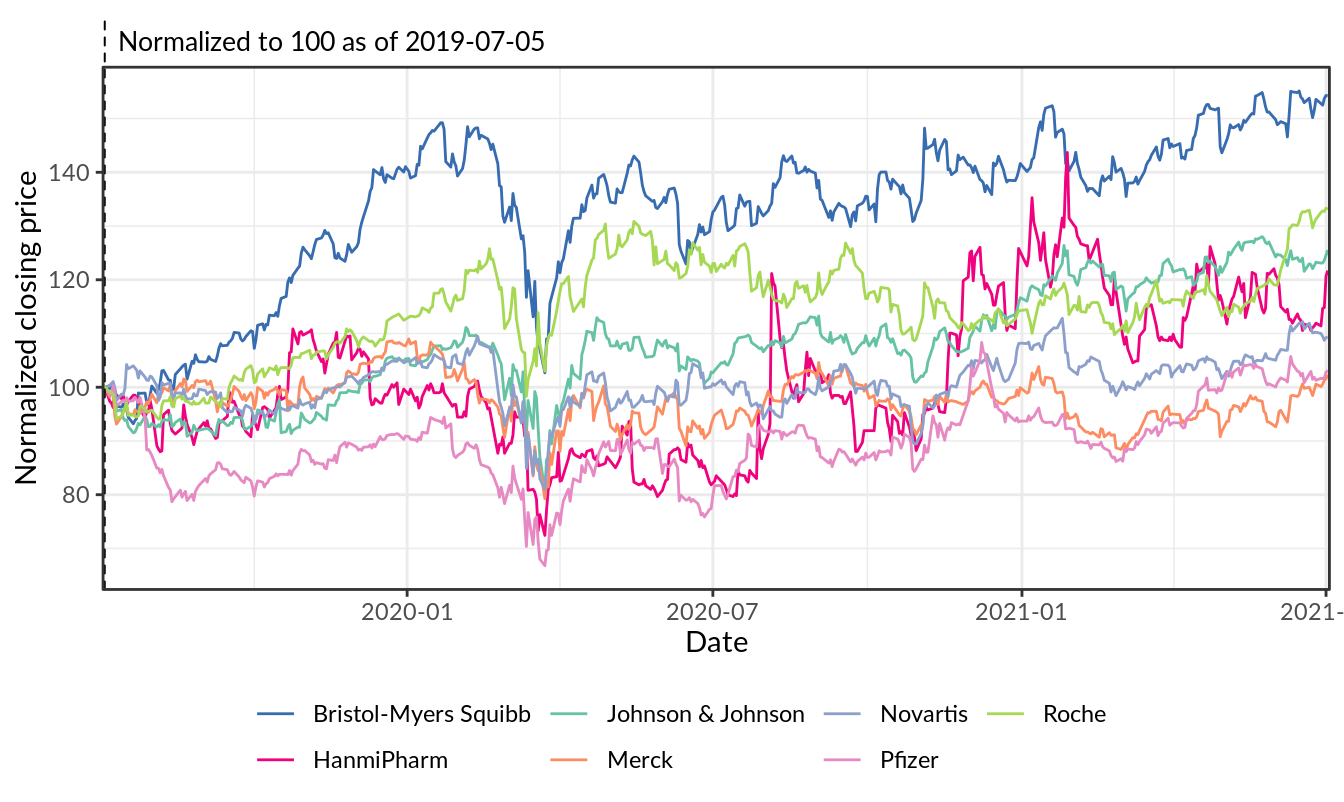 Normalized to 100 as of 2019-07-05
Normalized closing price
140
120
100
80
2020-01
2020-07
2021-01
2021-
Date
Bristol-Myers Squibb
Johnson & Johnson
Novartis
Roche
HanmiPharm
Merck
Pfizer